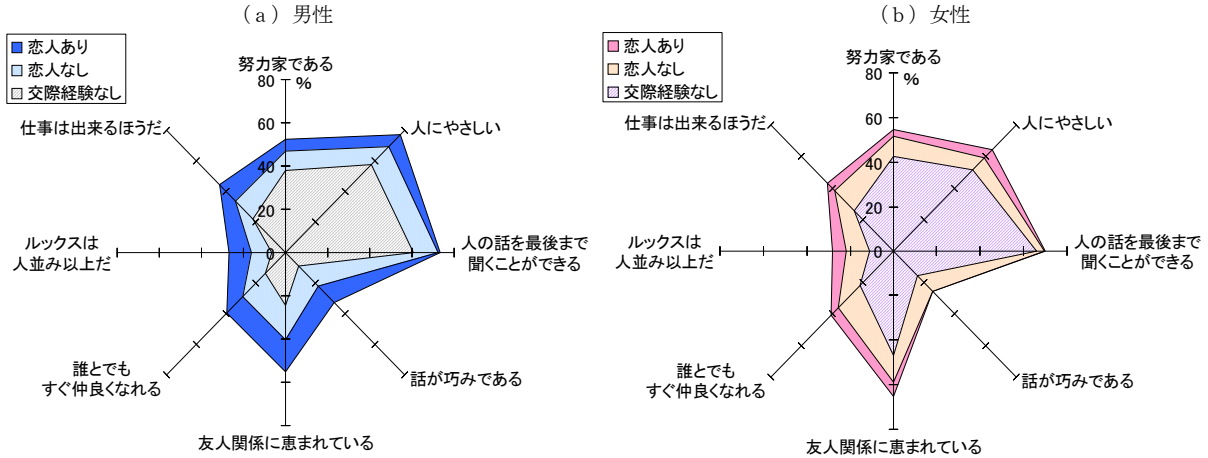 (a) 男性
恋人あり
恋人なし
交際経験なし
努力家である
%
80
60
40
20
0
人にやさしい
人の話を最後まで
聞くことができる
話が巧みである
友人関係に恵まれている
誰とでも
すぐ仲良くなれる
ルックスは
人並み以上だ
仕事は出来るほうだ
(b) 女性
恋人あり
恋人なし
交際経験なし
努力家である
%
80
60
40
20
0
人にやさしい
人の話を最後まで
聞くことができる
話が巧みである
友人関係に恵まれている
誰とでも
すぐ仲良くなれる
ルックスは
人並み以上だ
仕事は出来るほうだ